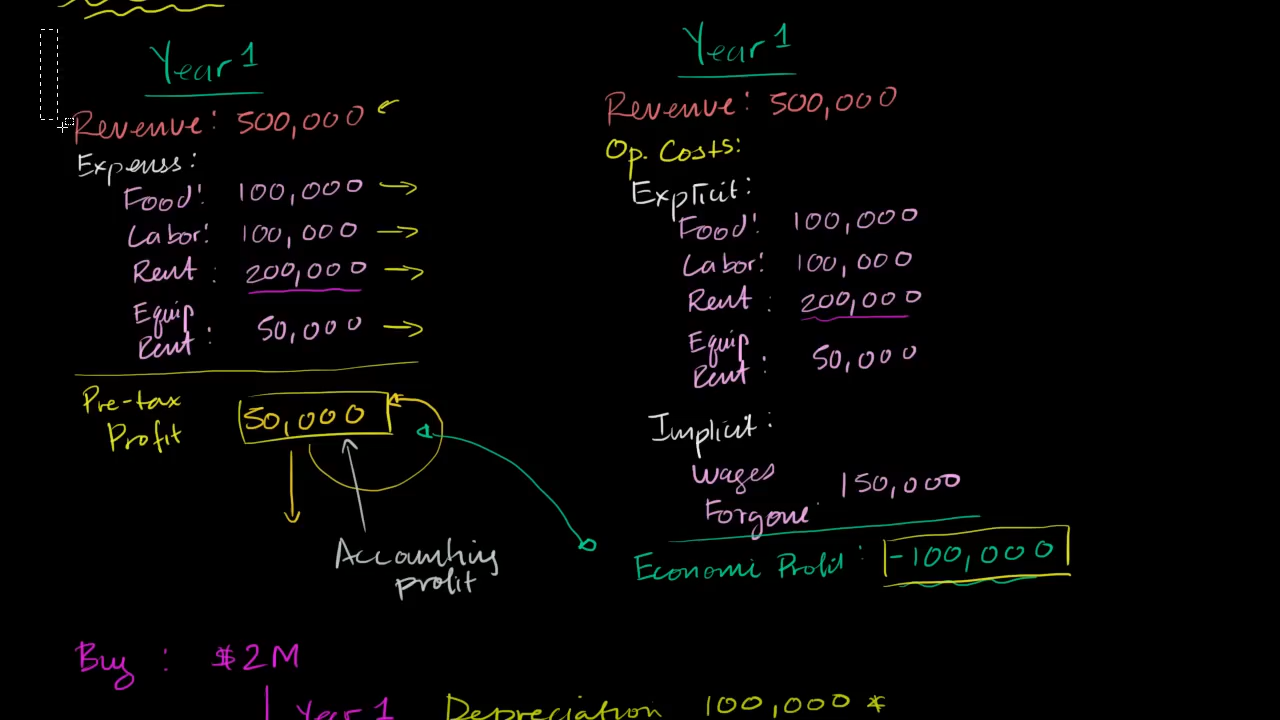 Year 1
Revenue: 500,000
Expenss:
Food: 100,000
Labor: 100,000
Rent : 200,000
Equip
Rent : 50,000
Pre-tax
Profit 50,000
Accounting
profit
Year 1
Revenue: 500,000
Op. Costs:
Explicit:
Food: 100,000
Labor: 100,000
Rent : 200,000
Equip
Rent : 50,000
Implicit:
Wages
Forgone: 150,000
Economi Profit: -100,000
Buy : $2M
Year 1 Depreciation 100,000 *